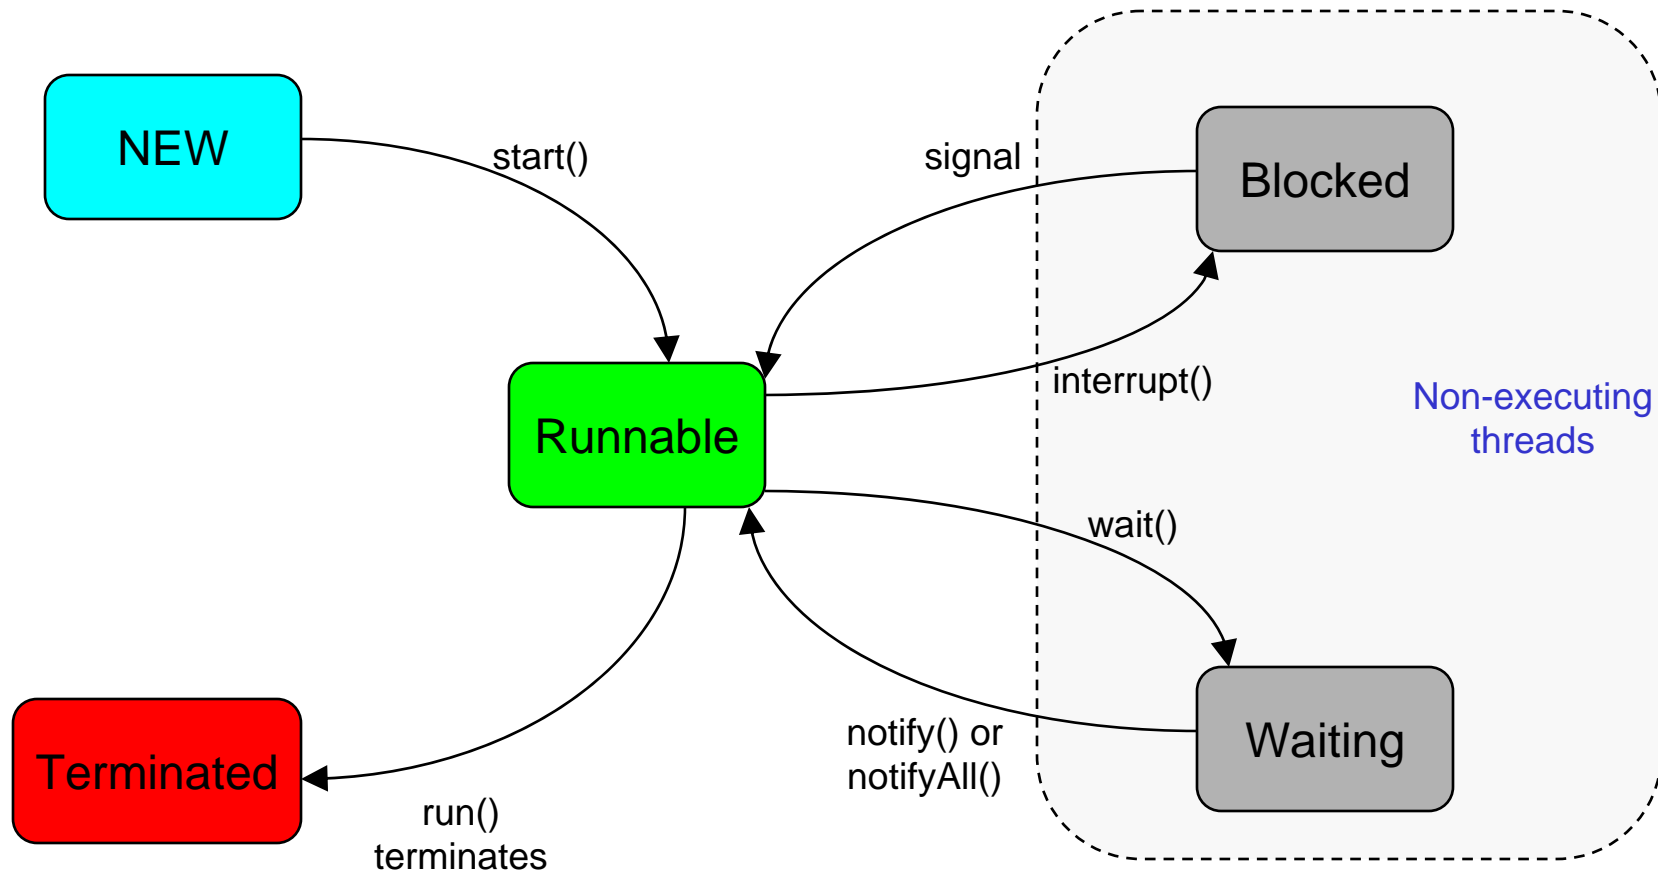 NEW
start()
signal
Blocked
interrupt()
Non-executing
threads
Runnable
wait()
notify() or
notifyAll()
Waiting
Terminated
run()
terminates